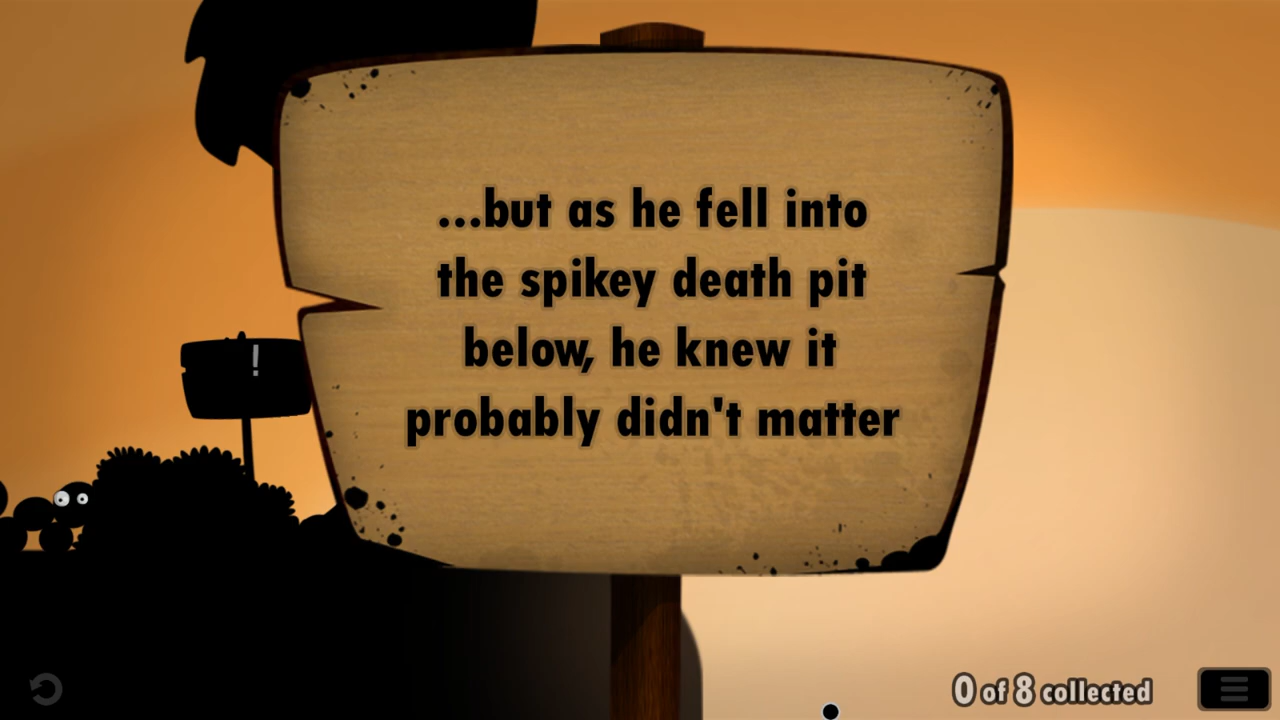 ...but as he fell into
the spikey death pit
below, he knew it
probably didn't matter
!
0 of 8 collected